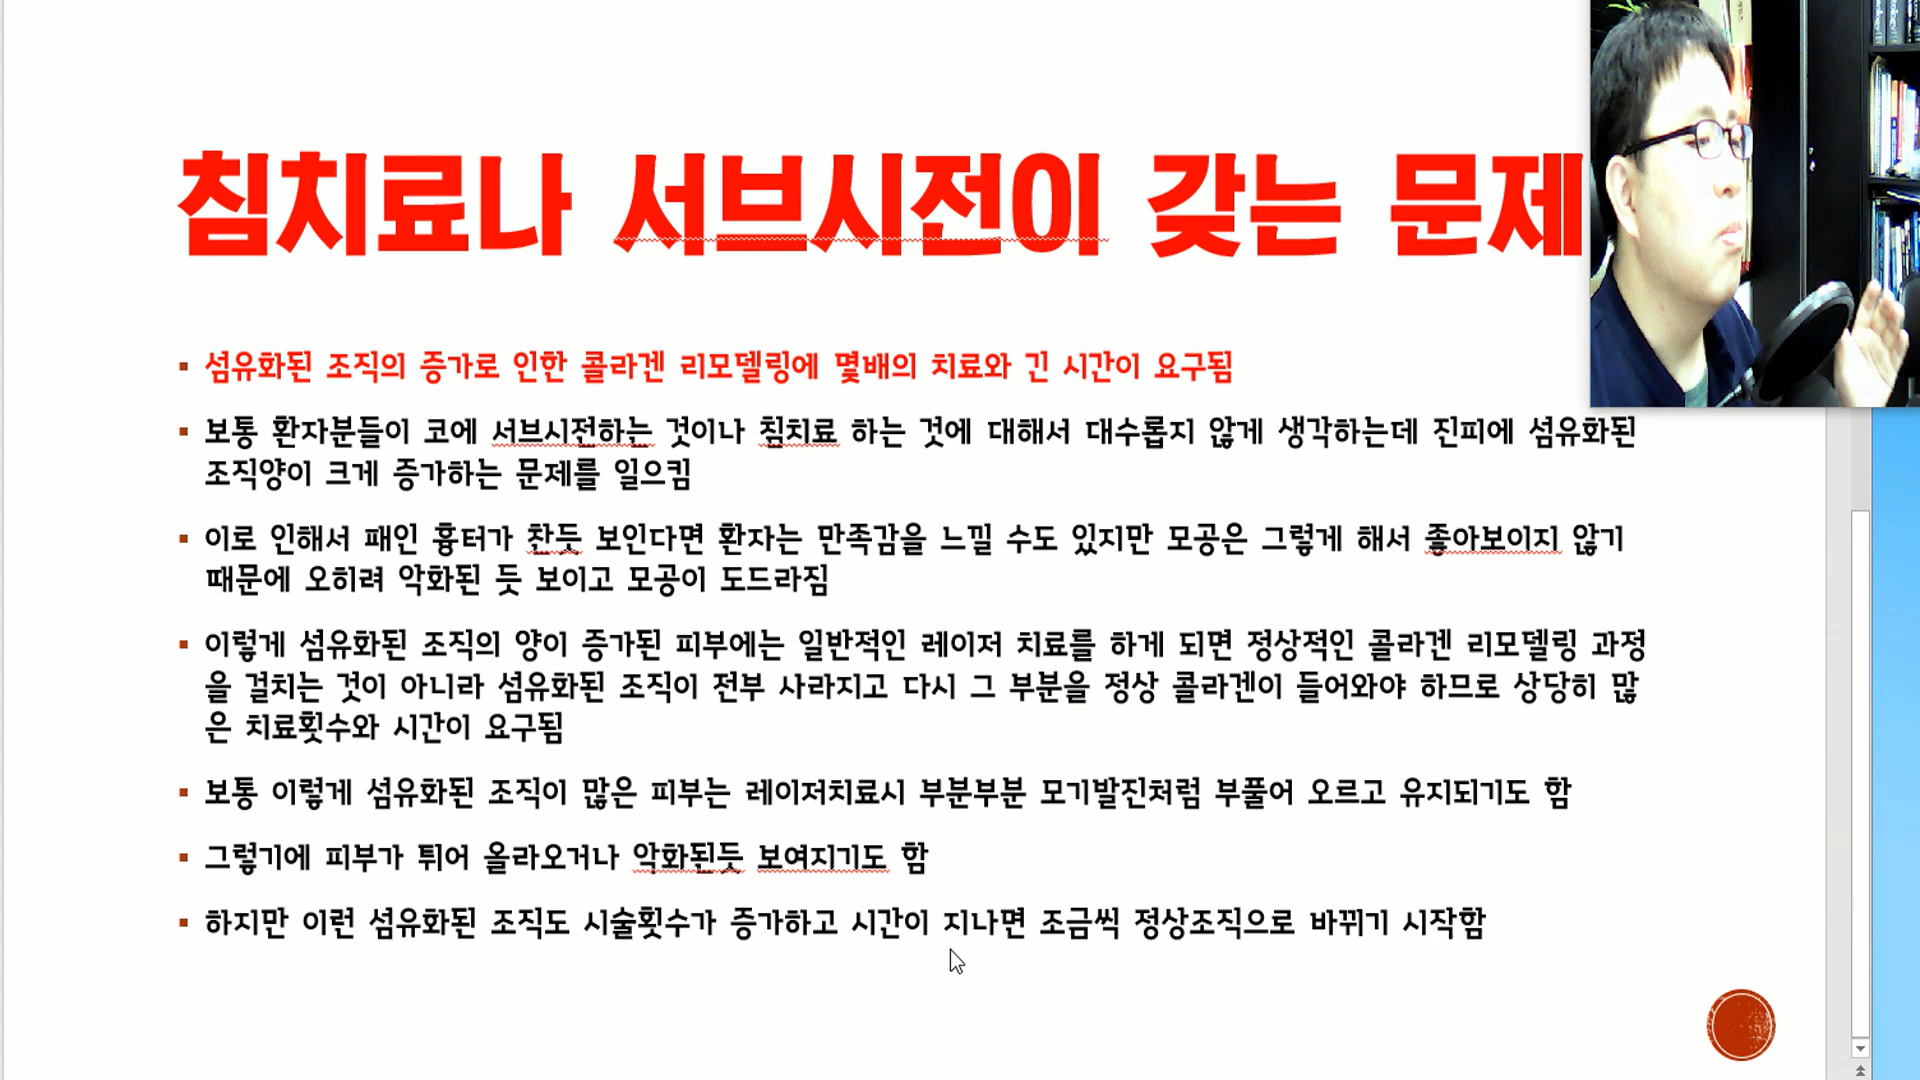 침치료나 서브시전이 갖는 문제
섬유화된 조직의 증가로 인한 콜라겐 리모델링에 몇배의 치료와 긴 시간이 요구됨
보통 환자분들이 코에 서브시전하는 것이나 침치료 하는 것에 대해서 대수롭지 않게 생각하는데 진피에 섬유화된
조직양이 크게 증가하는 문제를 일으킴
이로 인해서 패인 흉터가 찬듯 보인다면 환자는 만족감을 느낄 수도 있지만 모공은 그렇게 해서 좋아보이지 않기
때문에 오히려 악화된 듯 보이고 모공이 도드라짐
이렇게 섬유화된 조직의 양이 증가된 피부에는 일반적인 레이저 치료를 하게 되면 정상적인 콜라겐 리모델링 과정
을 걸치는 것이 아니라 섬유화된 조직이 전부 사라지고 다시 그 부분을 정상 콜라겐이 들어와야 하므로 상당히 많
은 치료횟수와 시간이 요구됨
보통 이렇게 섬유화된 조직이 많은 피부는 레이저치료시 부분부분 모기발진처럼 부풀어 오르고 유지되기도 함
그렇기에 피부가 튀어 올라오거나 악화된듯 보여지기도 함
하지만 이런 섬유화된 조직도 시술횟수가 증가하고 시간이 지나면 조금씩 정상조직으로 바뀌기 시작함